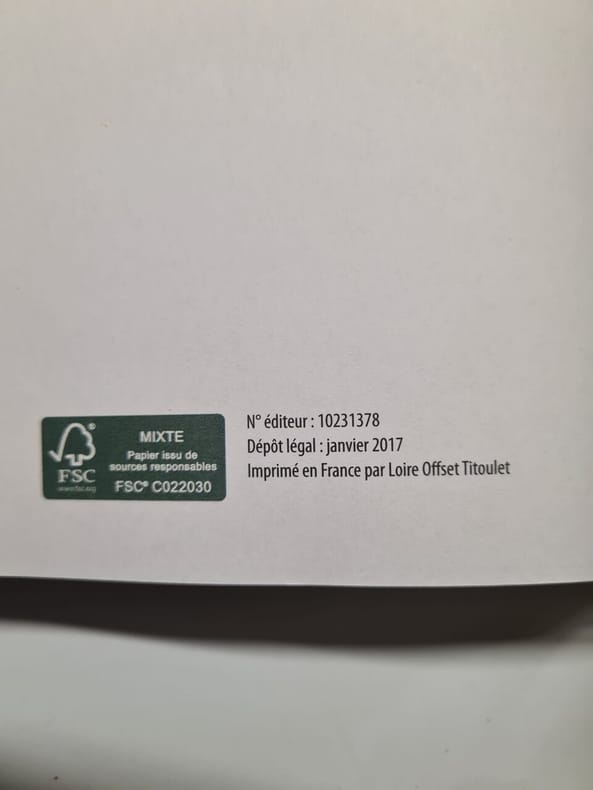 FSC
www.fsc.org
MIXTE
Papier issu de
sources responsables
FSC® C022030
N° éditeur : 10231378
Dépôt légal : janvier 2017
Imprimé en France par Loire Offset Titoulet